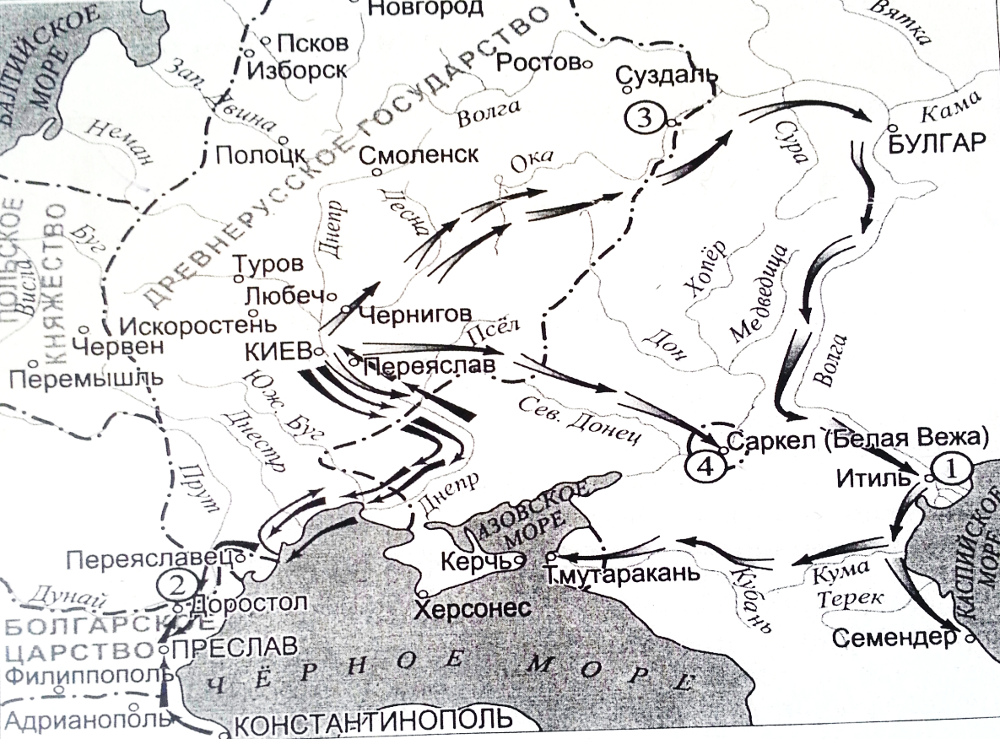 Новгород
БАЛТИЙСКОЕ
МОРЕ
Псков
Изборск
Ростов
Суздаль
Вятка
Кама
Зап. Двина
Волга
3
Неман
Полоцк
Смоленск
Ока
Сура
БУЛГАР
ДРЕВНЕРУССКОЕ ГОСУДАРСТВО
Днепр
Десна
ПОЛЬСКОЕ
КНЯЖЕСТВО
Висла
Буг
Туров
Любеч
Чернигов
Хопёр
Медведица
Искоростень
Псёл
Дон
Волга
Червен
КИЕВ
Переяслав
Перемышль
Юж. Буг
Днестр
Сев. Донец
Саркел (Белая Вежа)
4
1
Итиль
Прут
Днепр
АЗОВСКОЕ
МОРЕ
КАСПИЙСКОЕ
МОРЕ
Переяславец
Керчь
Тмутаракань
Кубань
Кума
Терек
2
Дунай
Доростол
Херсонес
Семендер
БОЛГАРСКОЕ
ЦАРСТВО
ПРЕСЛАВ
Филиппополь
ЧЁРНОЕ МОРЕ
Адрианополь
КОНСТАНТИНОПОЛЬ